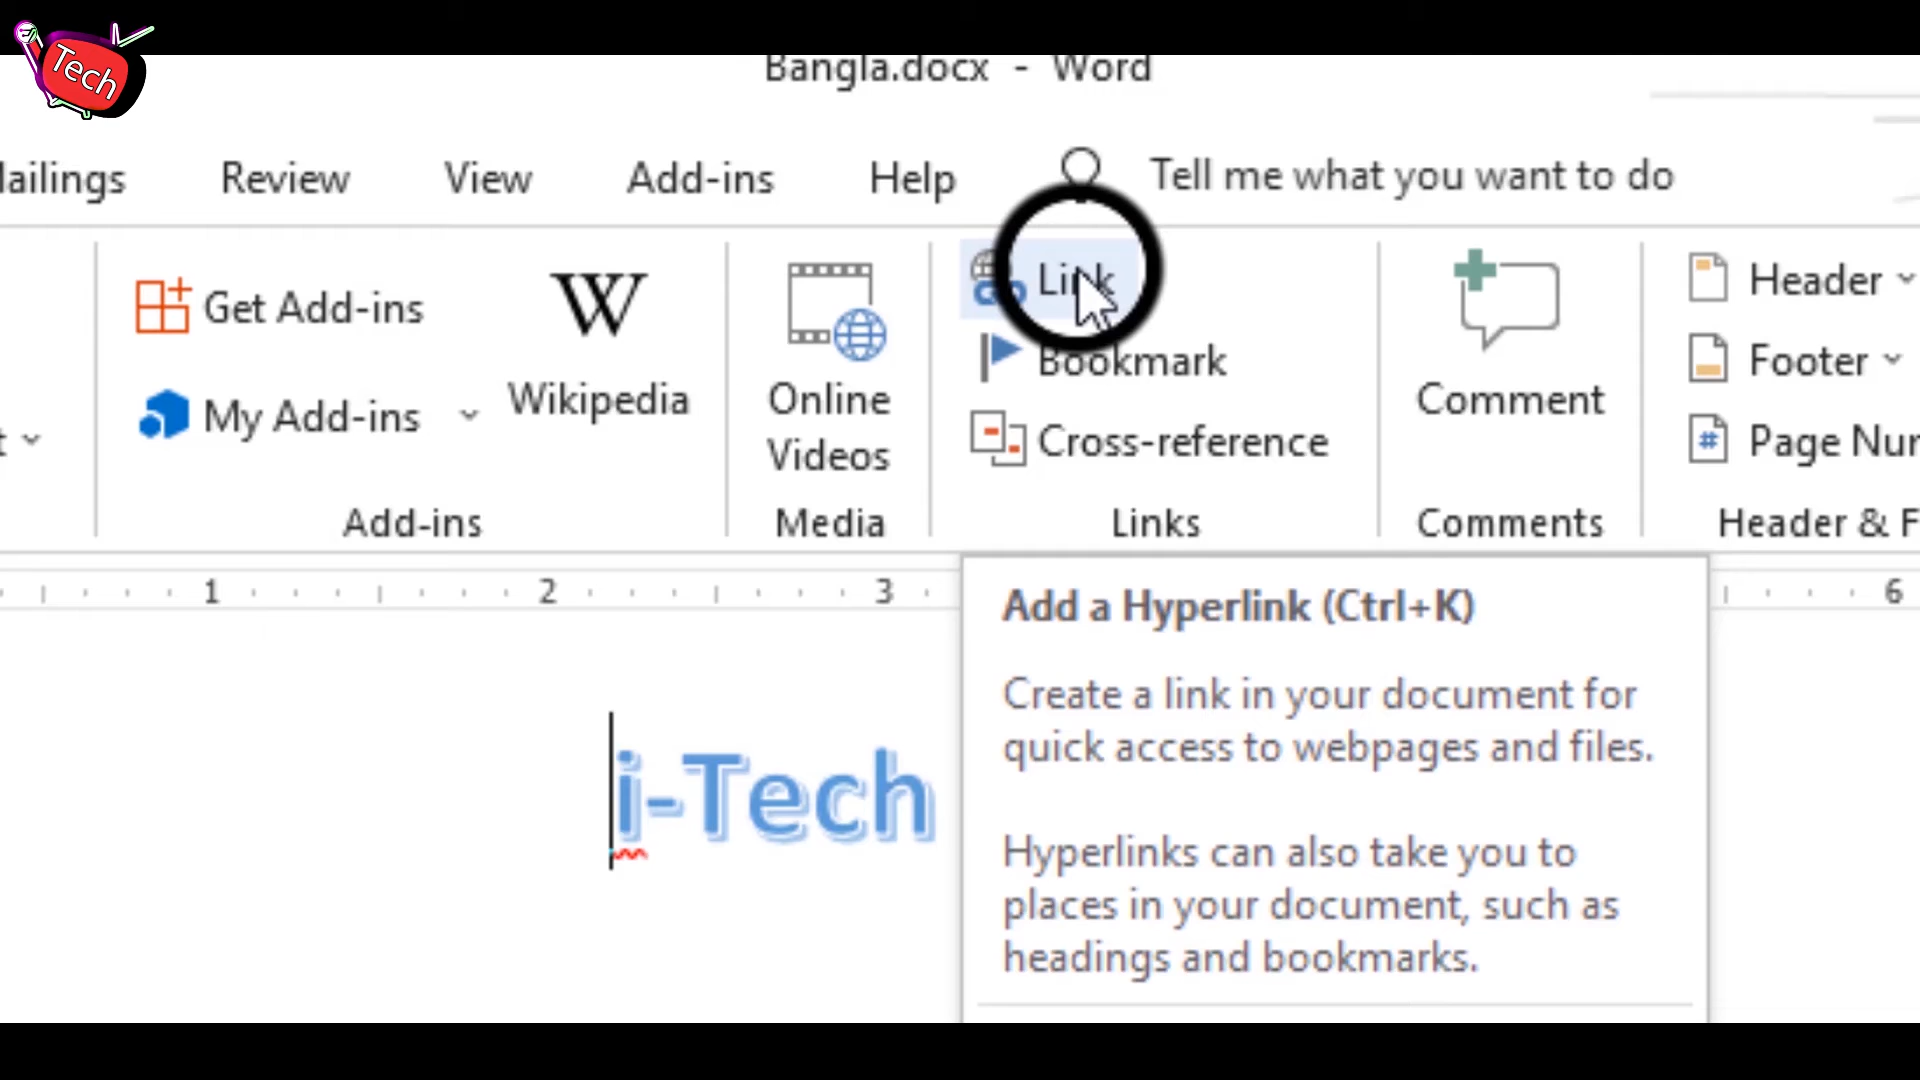 Tech
Bangla.docx - Word
ailings Review View Add-ins Help Tell me what you want to do
Get Add-ins
My Add-ins
Wikipedia
Add-ins
Online
Videos
Media
Link
Bookmark
Cross-reference
Links
Comment
Comments
Header
Footer
Page Nur
Header & F
1 2 3 6
Add a Hyperlink (Ctrl+K)
Create a link in your document for
quick access to webpages and files.
Hyperlinks can also take you to
places in your document, such as
headings and bookmarks.
i-Tech